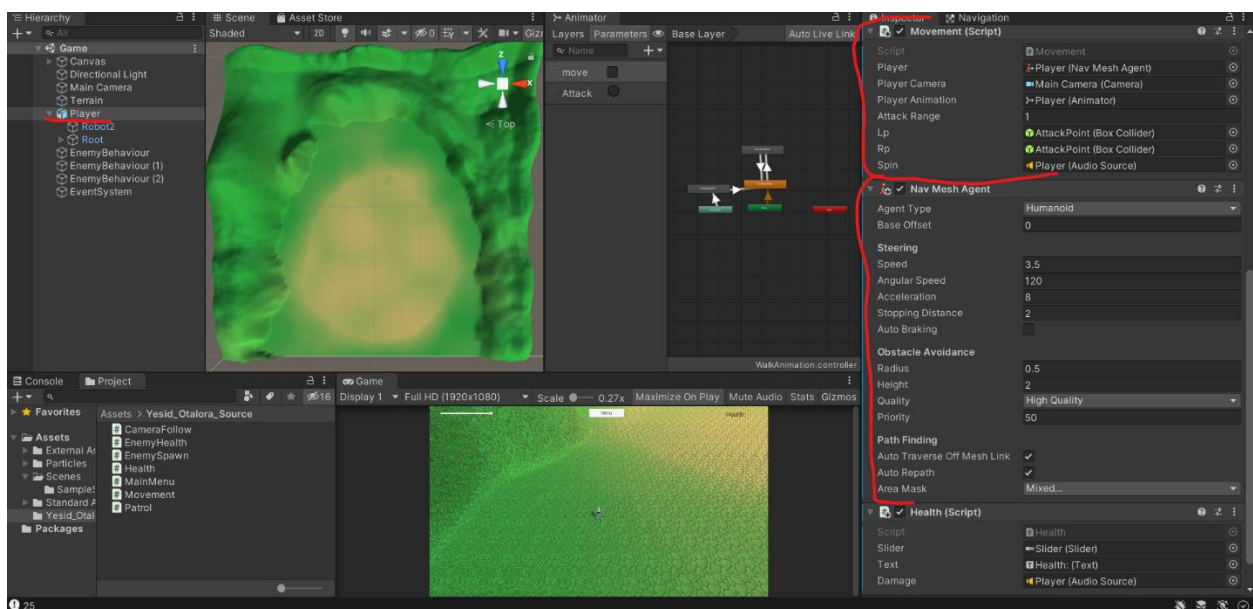 Hierarchy
All
Game
Canvas
Directional Light
Main Camera
Terrain
Player
Robot2
Root
EnemyBehaviour
EnemyBehaviour (1)
EnemyBehaviour (2)
EventSystem
Scene
Asset Store
Shaded
2D
0
Giz
z
x
Top
Animator
Layers
Parameters
Base Layer
Auto Live Link
Name
move
Attack
WalkAnimation.controller
Inspector
Navigation
Movement (Script)
Script
Movement
Player
Player (Nav Mesh Agent)
Player Camera
Main Camera (Camera)
Player Animation
Player (Animator)
Attack Range
1
Lp
AttackPoint (Box Collider)
Rp
AttackPoint (Box Collider)
Spin
Player (Audio Source)
Nav Mesh Agent
Agent Type
Humanoid
Base Offset
0
Steering
Speed
3.5
Angular Speed
120
Acceleration
8
Stopping Distance
2
Auto Braking
Obstacle Avoidance
Radius
0.5
Height
2
Quality
High Quality
Priority
50
Path Finding
Auto Traverse Off Mesh Link
Auto Repath
Area Mask
Mixed...
Health (Script)
Script
Health
Slider
Slider (Slider)
Text
Health: (Text)
Damage
Player (Audio Source)
Console
Project
16
Favorites
Assets
External As
Particles
Scenes
SampleS
Standard A
Yesid_Otal
Packages
Assets > Yesid_Otalora_Source
CameraFollow
EnemyHealth
EnemySpawn
Health
MainMenu
Movement
Patrol
Game
Display 1
Full HD (1920x1080)
Scale
0.27x
Maximize On Play
Mute Audio
Stats
Gizmos
Menu
Health
25